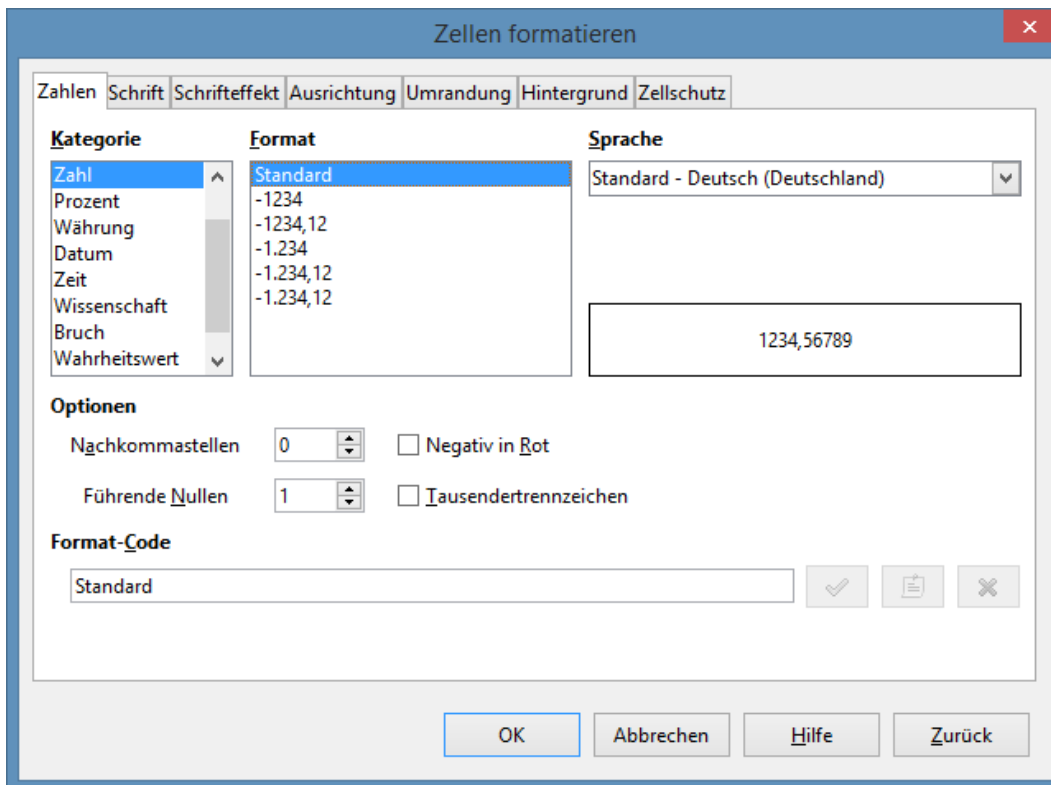 Zellen formatieren
Zahlen Schrift Schrifteffekt Ausrichtung Umrandung Hintergrund Zellschutz
Kategorie
Zahl
Prozent
Währung
Datum
Zeit
Wissenschaft
Bruch
Wahrheitswert
Format
Standard
-1234
-1234,12
-1.234
-1.234,12
-1.234,12
Sprache
Standard - Deutsch (Deutschland)
1234,56789
Optionen
Nachkommastellen 0 Negativ in Rot
Führende Nullen 1 Tausendertrennzeichen
Format-Code
Standard
OK Abbrechen Hilfe Zurück